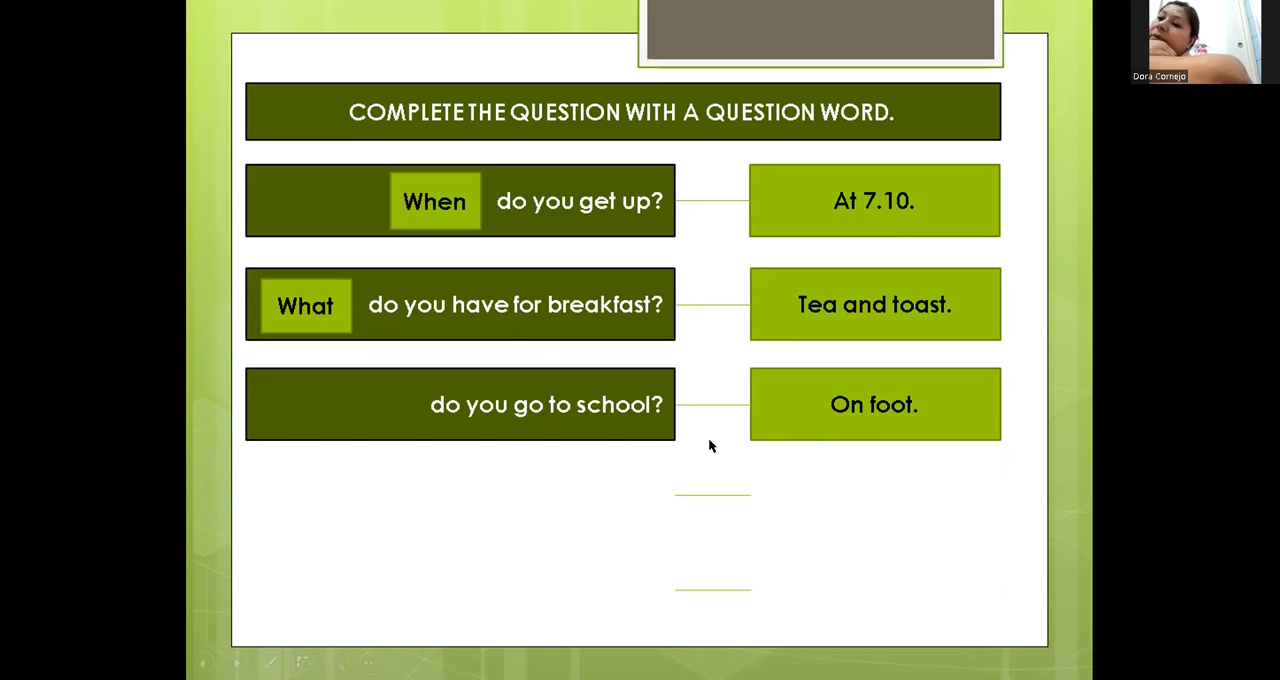 COMPLETE THE QUESTION WITH A QUESTION WORD.
When do you get up?
At 7.10.
What do you have for breakfast?
Tea and toast.
do you go to school?
On foot.
Dora Cornejo